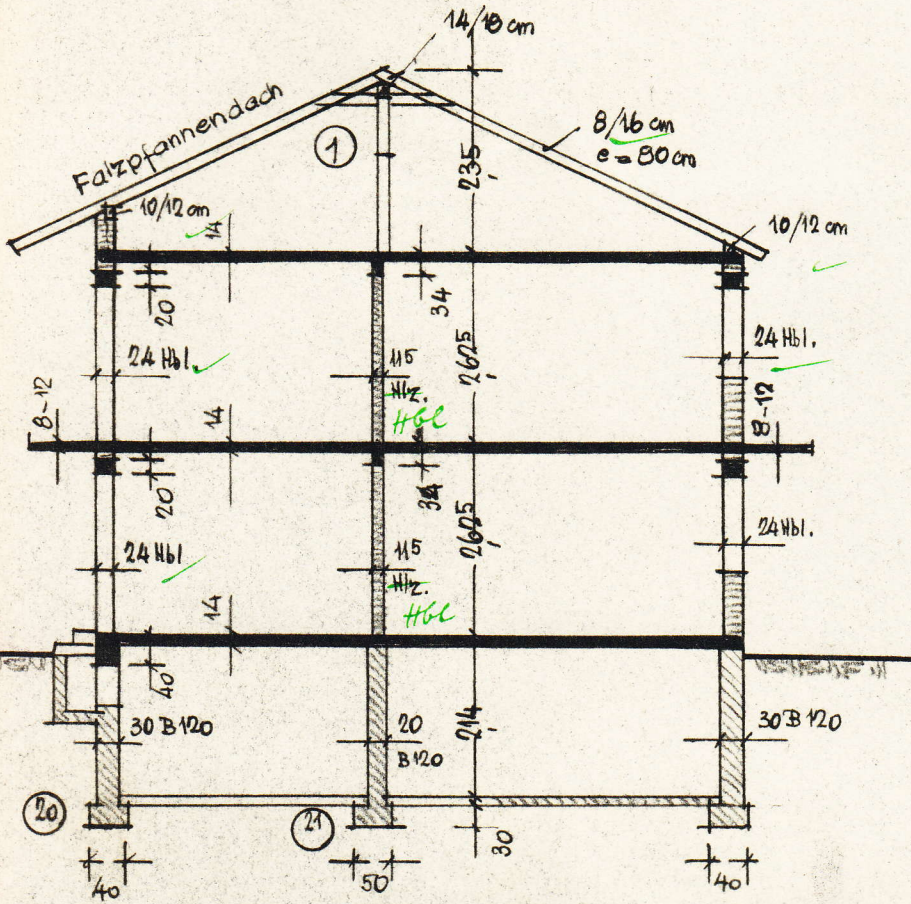 14/18 cm
Falzpfannendach
1
8/16 cm
e = 80 cm
235
10/12 cm
14
10/12 cm
20
34
2625
24 Hbl.
115
Hlz.
Hbl
24 Hbl.
8-12
14
8-12
20
34
2625
24 Hbl
115
Hlz.
Hbl
24 Hbl.
14
40
30 B 120
20
B 120
214
30 B 120
20
21
30
40
50
40